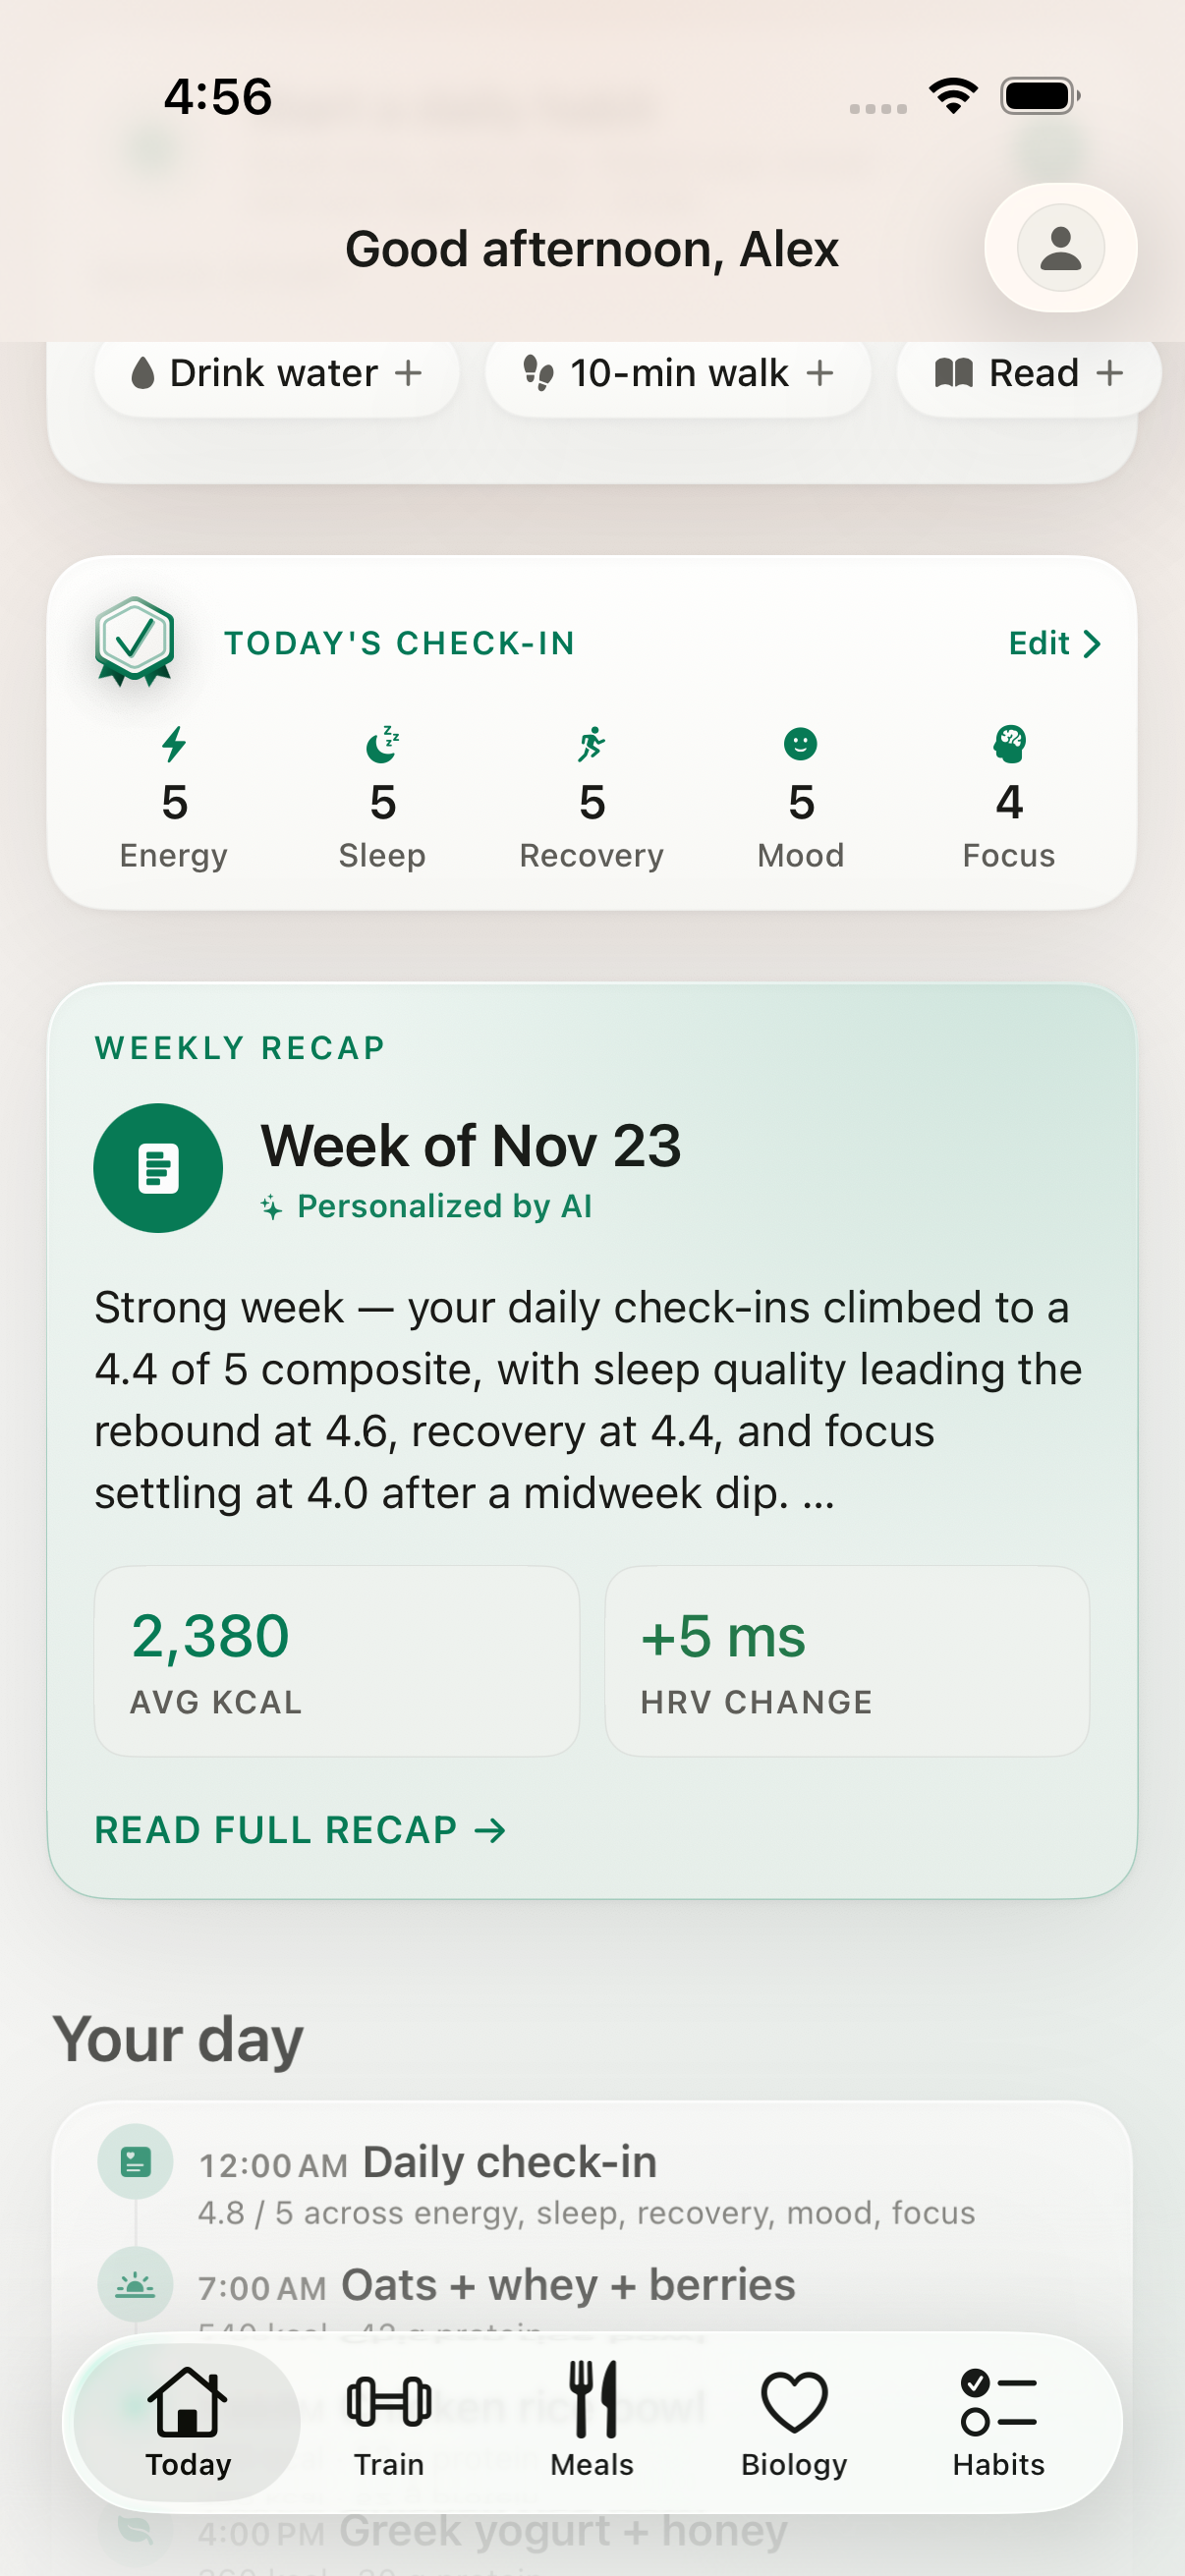 4:56
Good afternoon, Alex
Drink water +
10-min walk +
Read +
TODAY'S CHECK-IN
Edit
5
5
5
5
4
Energy
Sleep
Recovery
Mood
Focus
WEEKLY RECAP
Week of Nov 23
Personalized by AI
Strong week — your daily check-ins climbed to a
4.4 of 5 composite, with sleep quality leading the
rebound at 4.6, recovery at 4.4, and focus
settling at 4.0 after a midweek dip. ...
2,380
AVG KCAL
+5 ms
HRV CHANGE
READ FULL RECAP →
Your day
12:00 AM Daily check-in
4.8 / 5 across energy, sleep, recovery, mood, focus
7:00 AM Oats + whey + berries
rice bowl
Today
Train
Meals
Biology
Habits
4:00 PM Greek yogurt + honey